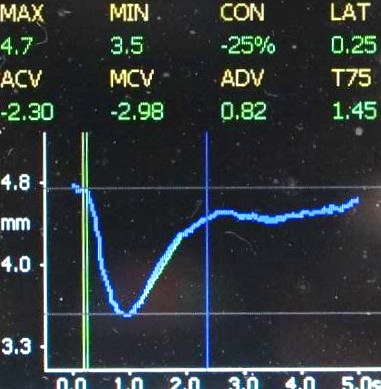 MAX MIN CON LAT
4.7 3.5 -25% 0.25
ACV MCV ADV T75
-2.30 -2.98 0.82 1.45
4.8
mm
4.0
3.3
0.0 1.0 2.0 3.0 4.0 5.0s